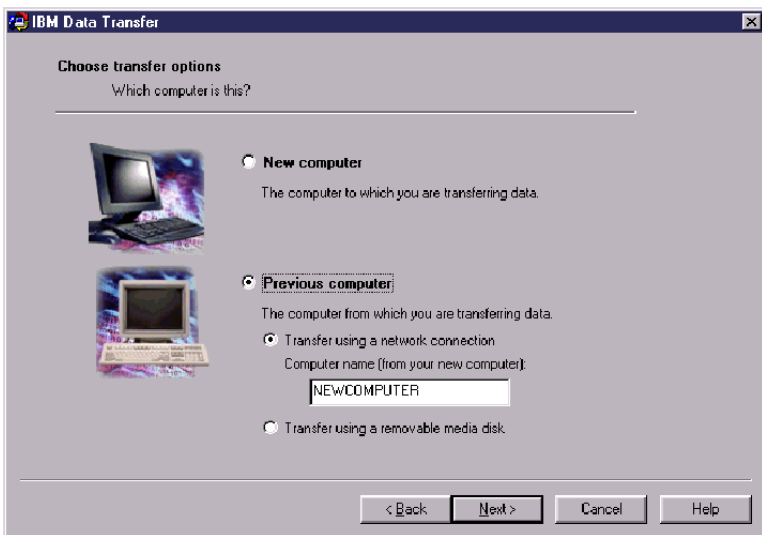 IBM Data Transfer
Choose transfer options
Which computer is this?
New computer
The computer to which you are transferring data.
Previous computer
The computer from which you are transferring data.
Transfer using a network connection
Computer name (from your new computer):
NEWCOMPUTER
Transfer using a removable media disk
< Back
Next >
Cancel
Help